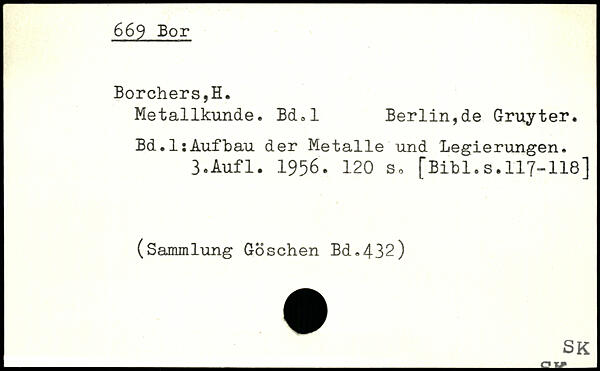 669 Bor
Borchers,H.
Metallkunde. Bd.1 Berlin,de Gruyter.
Bd.1:Aufbau der Metalle und Legierungen.
3.Aufl. 1956. 120 s. [Bibl.s.117-118]
(Sammlung Göschen Bd.432)
SK
SK